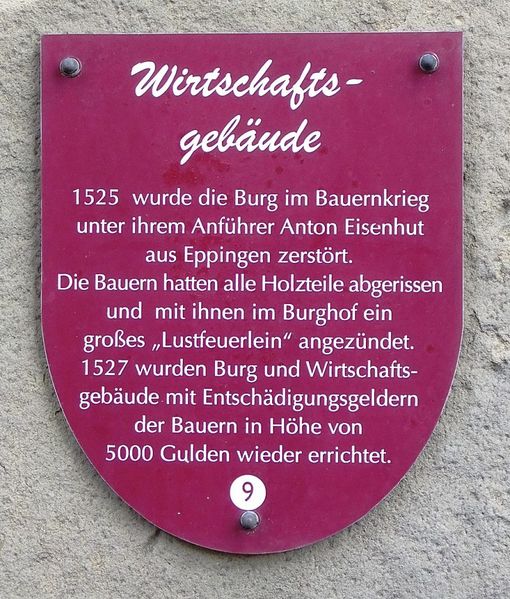 Wirtschafts-
gebäude
1525 wurde die Burg im Bauernkrieg
unter ihrem Anführer Anton Eisenhut
aus Eppingen zerstört.
Die Bauern hatten alle Holzteile abgerissen
und mit ihnen im Burghof ein
großes „Lustfeuerlein“ angezündet.
1527 wurden Burg und Wirtschafts-
gebäude mit Entschädigungsgeldern
der Bauern in Höhe von
5000 Gulden wieder errichtet.
9